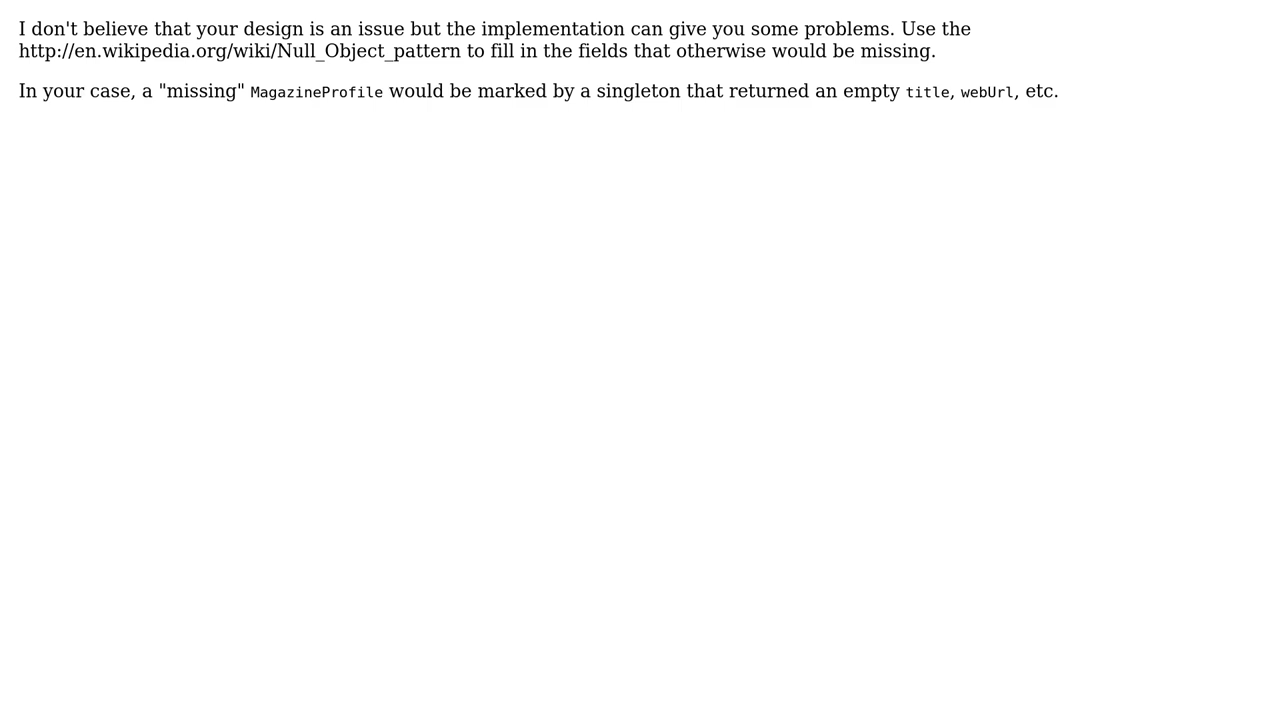 I don't believe that your design is an issue but the implementation can give you some problems. Use the
http://en.wikipedia.org/wiki/Null_Object_pattern to fill in the fields that otherwise would be missing.
In your case, a "missing" MagazineProfile would be marked by a singleton that returned an empty title, webUrl, etc.